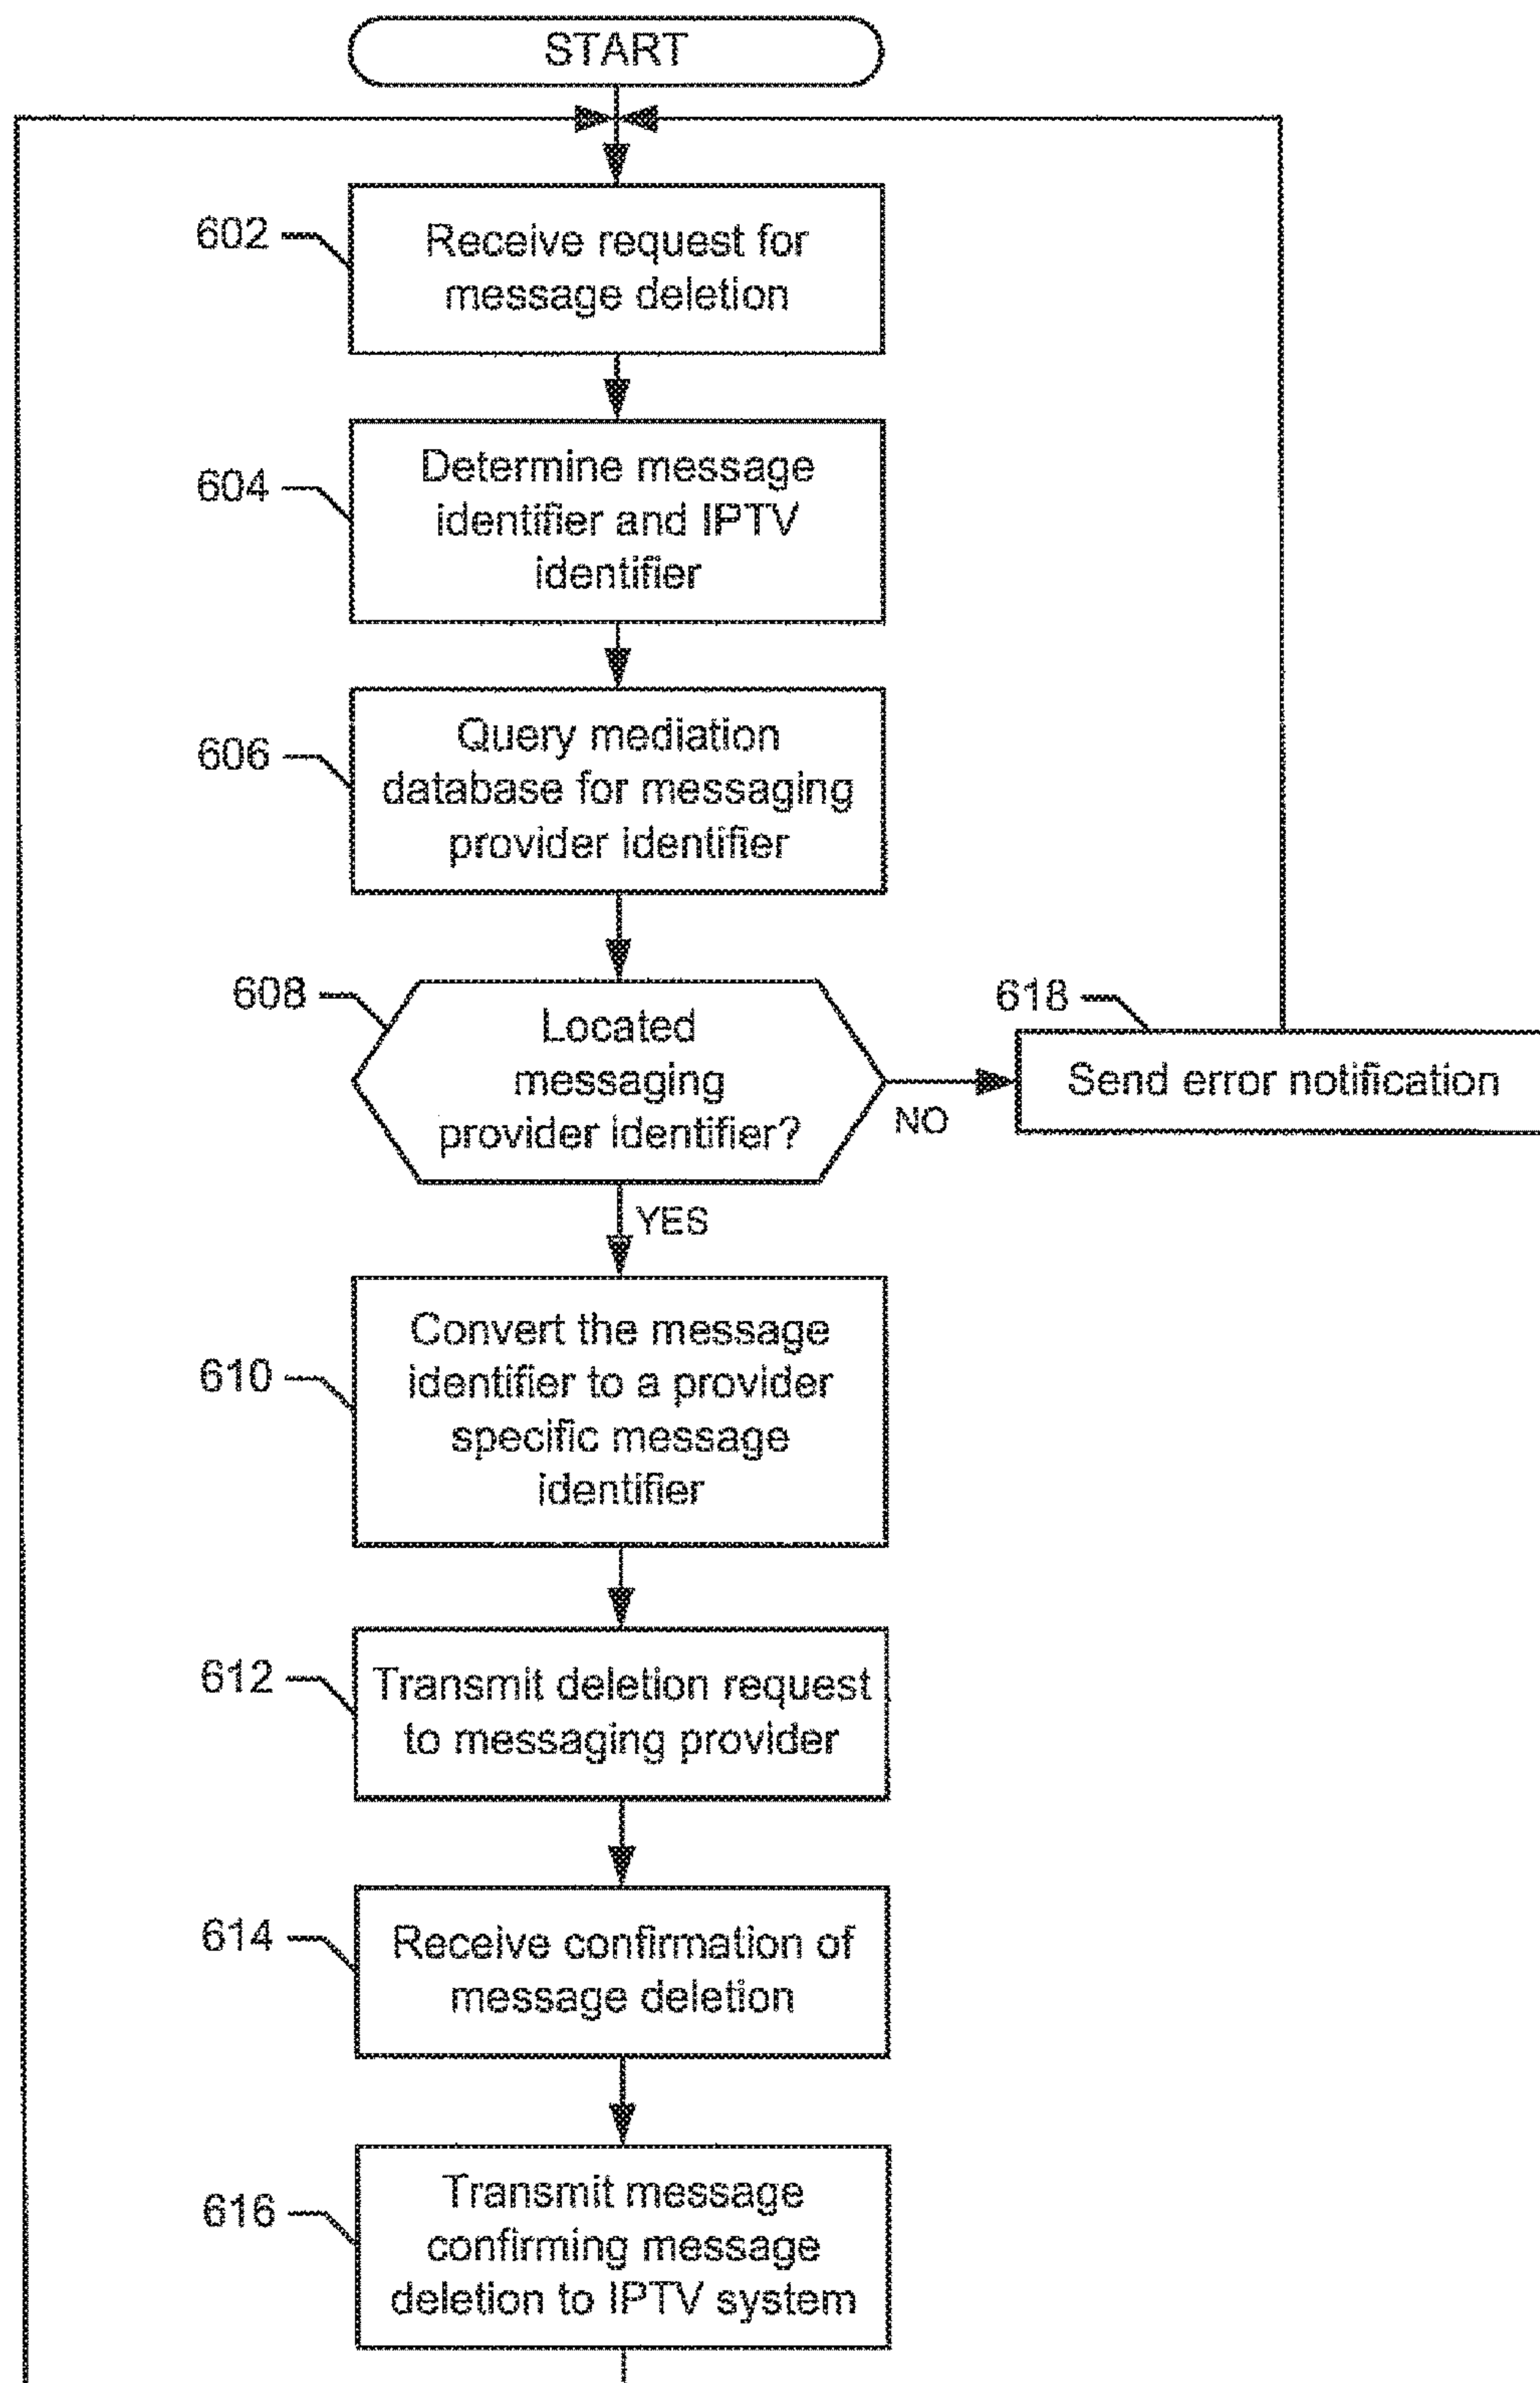 START
602
Receive request for
message deletion
604
Determine message
identifier and IPTV
identifier
606
Query mediation
database for messaging
provider identifier
608
Located
messaging
provider identifier?
NO
618
Send error notification
YES
610
Convert the message
identifier to a provider
specific message
identifier
612
Transmit deletion request
to messaging provider
614
Receive confirmation of
message deletion
616
Transmit message
confirming message
deletion to IPTV system